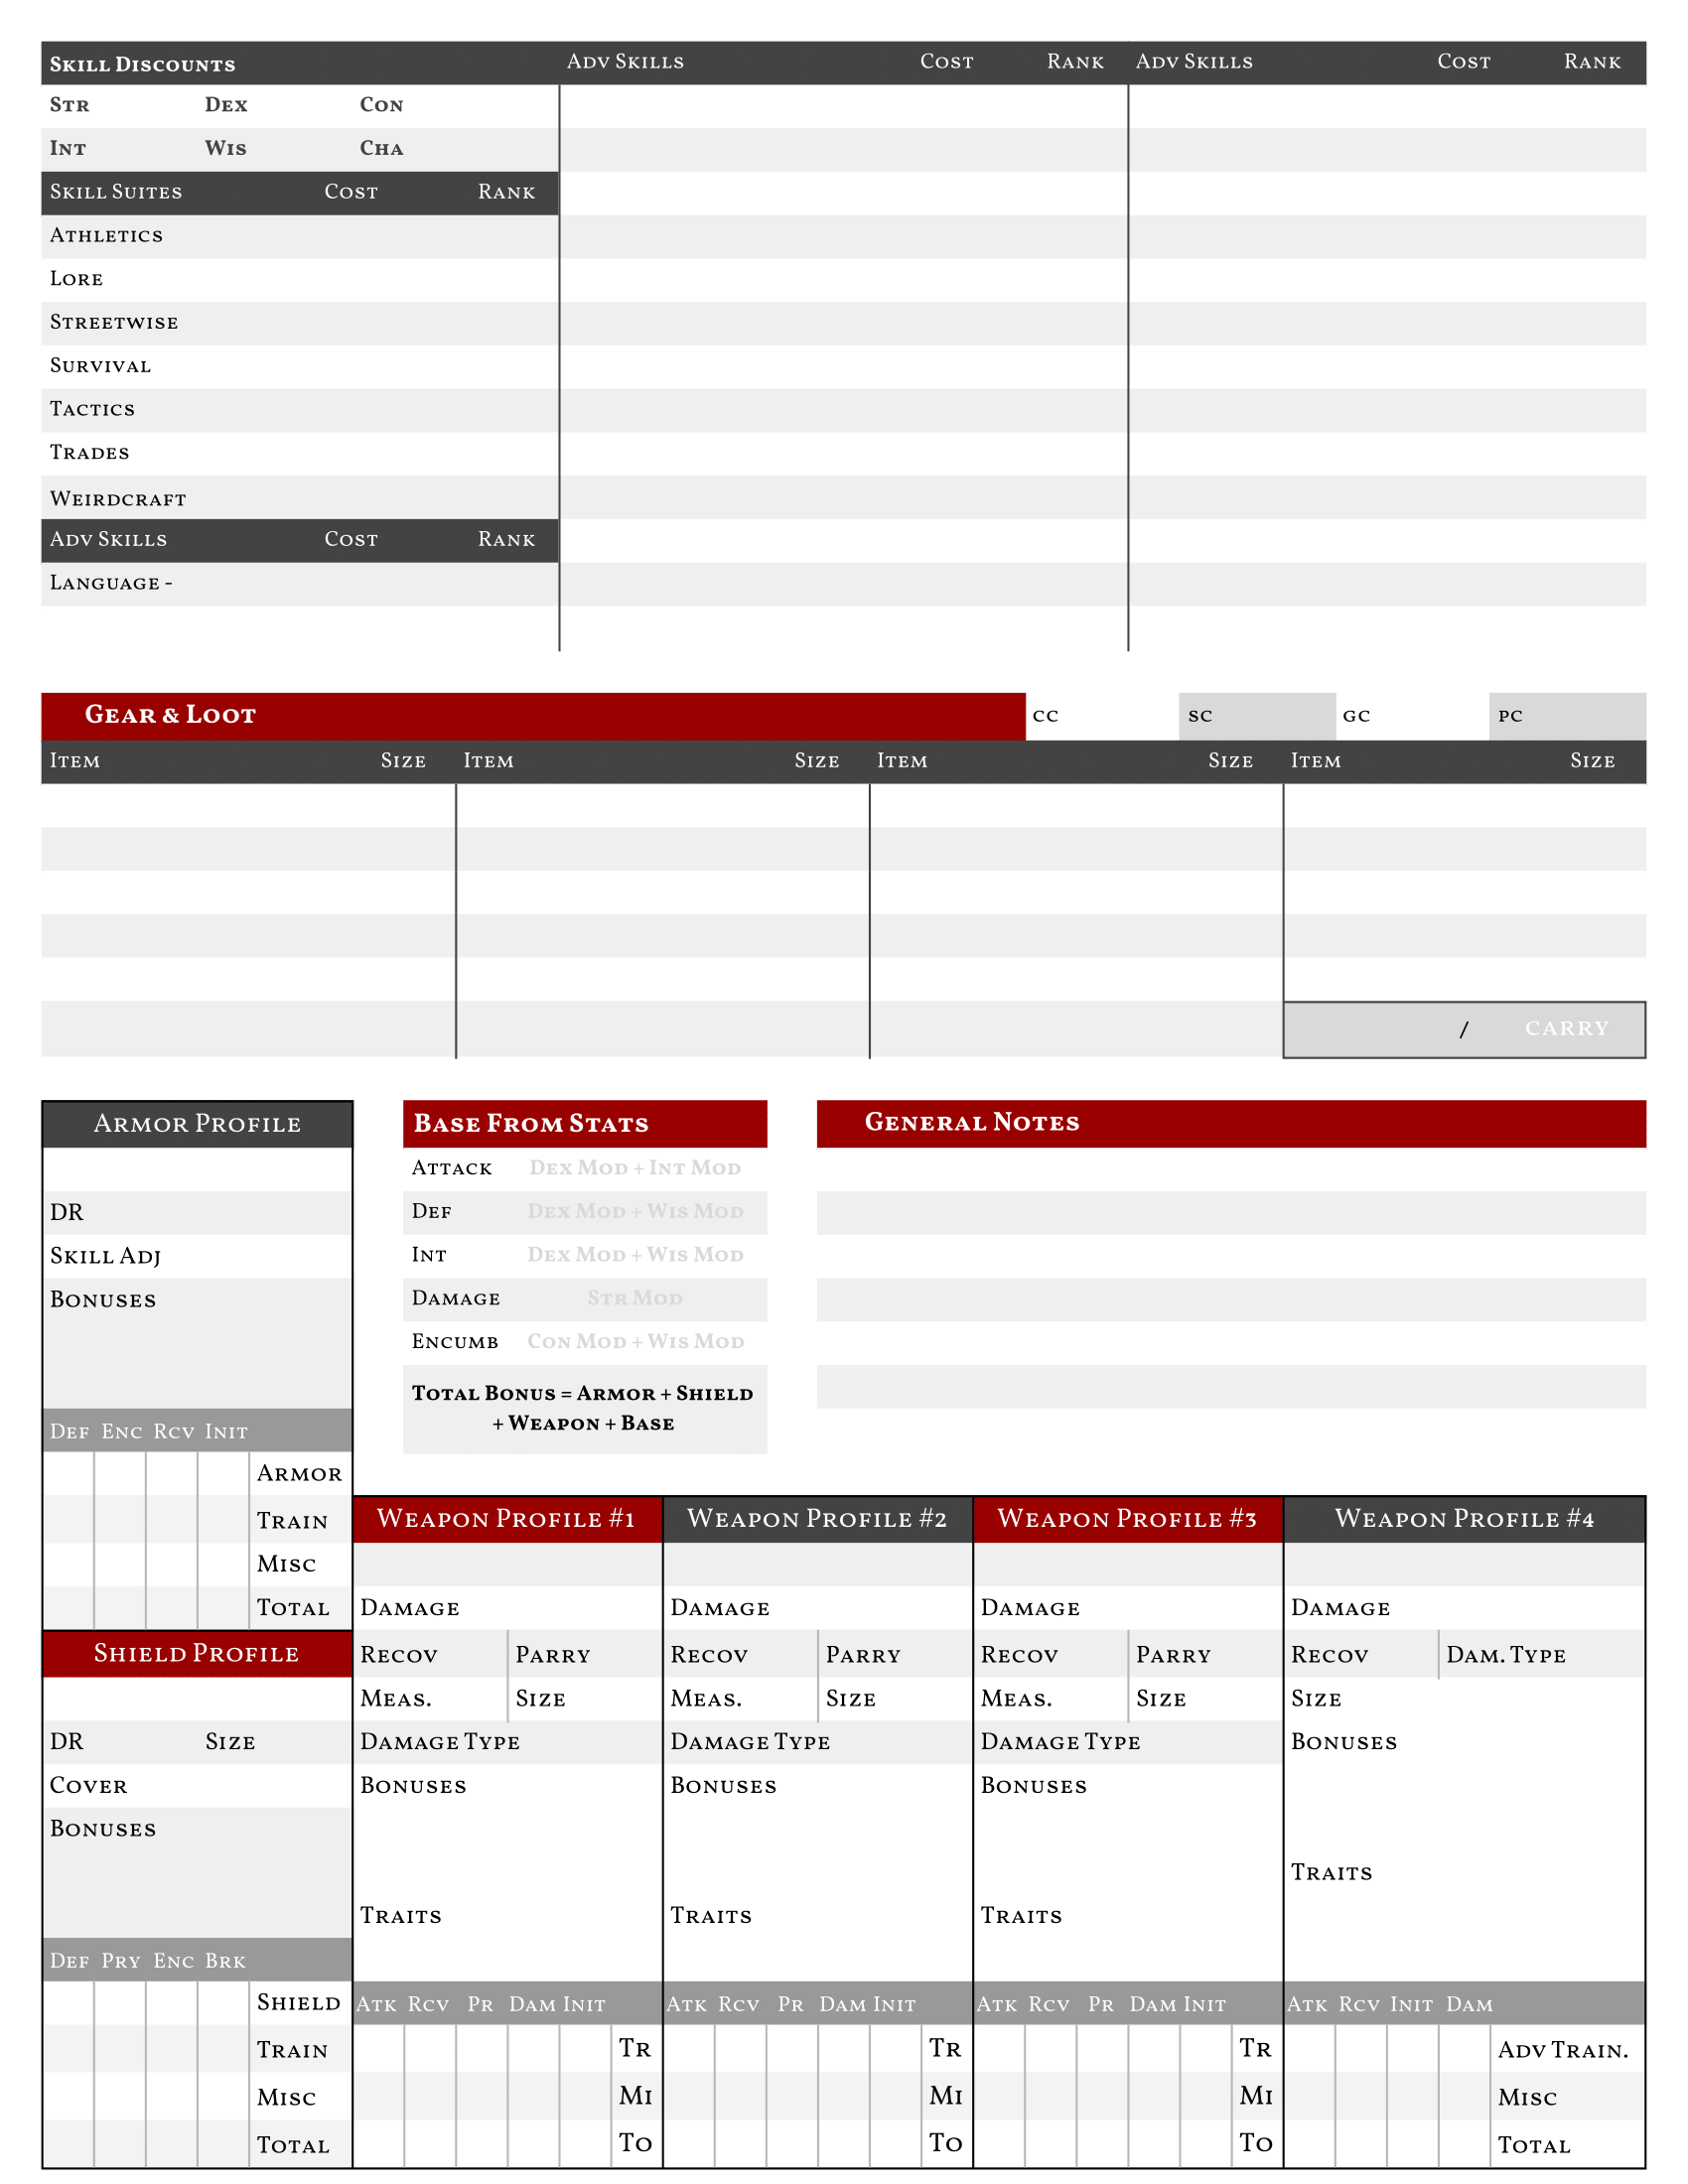 Skill Discounts Adv Skills Cost Rank Adv Skills Cost Rank
Str Dex Con
Int Wis Cha
Skill Suites Cost Rank
Athletics
Lore
Streetwise
Survival
Tactics
Trades
Weirdcraft
Adv Skills Cost Rank
Language -
Gear & Loot CC SC GC PC
Item Size Item Size Item Size Item Size
/ CARRY
Armor Profile
DR
Skill Adj
Bonuses
Def Enc Rcv Init
Armor
Train
Misc
Total
Base From Stats
Attack Dex Mod + Int Mod
Def Dex Mod + Wis Mod
Int Dex Mod + Wis Mod
Damage Str Mod
Encumb Con Mod + Wis Mod
Total Bonus = Armor + Shield
+ Weapon + Base
General Notes
Shield Profile
DR Size
Cover
Bonuses
Def Pry Enc Brk
Shield
Train
Misc
Total
Weapon Profile #1
Damage
Recov Parry
Meas. Size
Damage Type
Bonuses
Traits
Atk Rcv Pr Dam Init
Tr
Mi
To
Weapon Profile #2
Damage
Recov Parry
Meas. Size
Damage Type
Bonuses
Traits
Atk Rcv Pr Dam Init
Tr
Mi
To
Weapon Profile #3
Damage
Recov Parry
Meas. Size
Damage Type
Bonuses
Traits
Atk Rcv Pr Dam Init
Tr
Mi
To
Weapon Profile #4
Damage
Recov Dam. Type
Size
Bonuses
Traits
Atk Rcv Init Dam
Adv Train.
Misc
Total